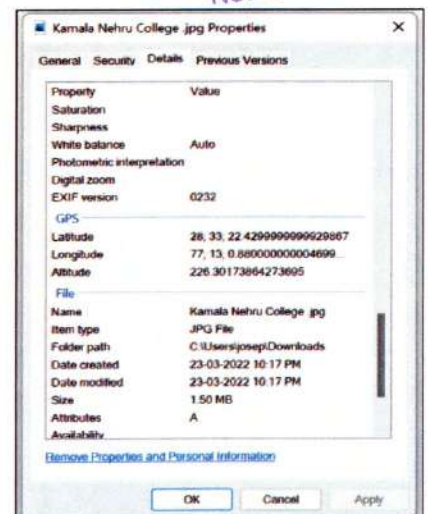 Kamala Nehru College .jpg Properties
General Security Details Previous Versions
Property Value
Saturation
Sharpness
White balance Auto
Photometric interpretation
Digital zoom
EXIF version 0232
GPS
Latitude 28, 33, 22.4299999999929867
Longitude 77, 13, 0.880000000004699...
Altitude 226.30173864273695
File
Name Kamala Nehru College .jpg
Item type JPG File
Folder path C:\Users\josep\Downloads
Date created 23-03-2022 10:17 PM
Date modified 23-03-2022 10:17 PM
Size 1.50 MB
Attributes A
Availability
Remove Properties and Personal Information
OK Cancel Apply